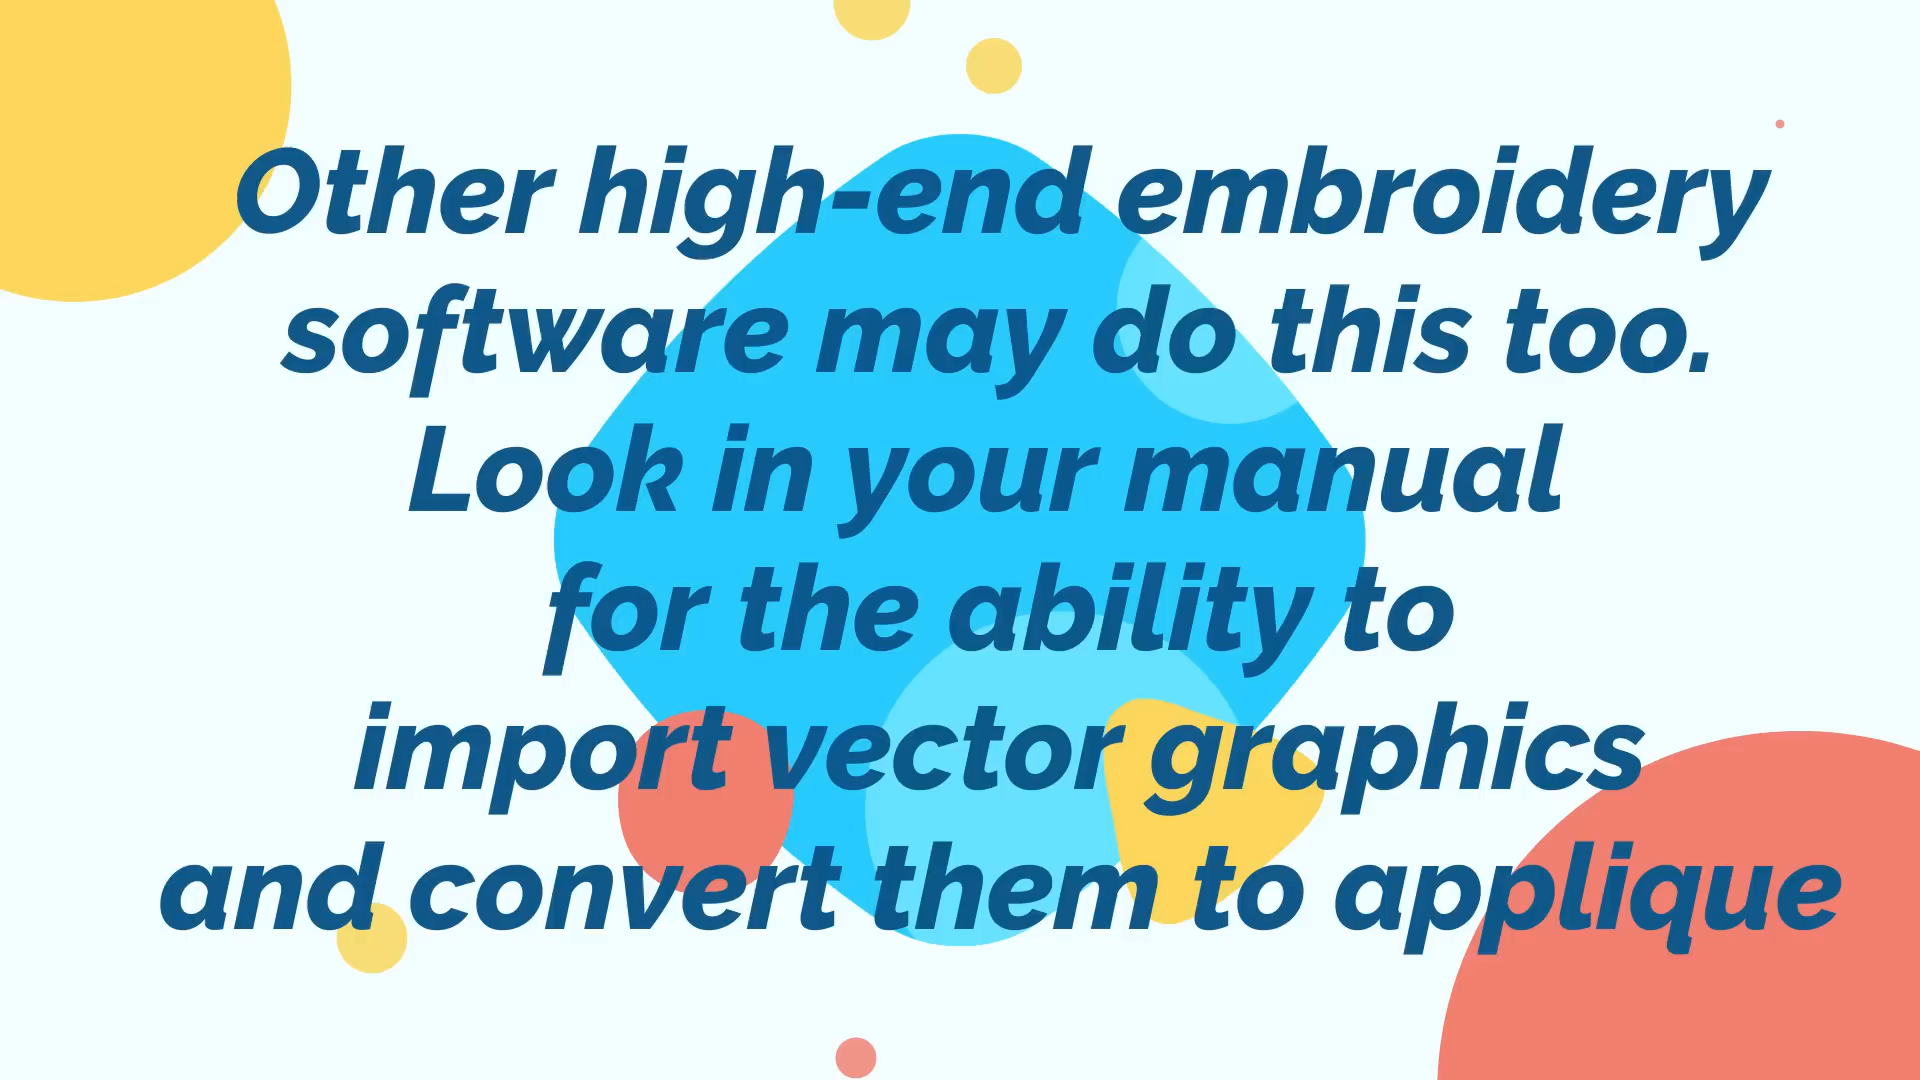 Other high-end embroidery
software may do this too.
Look in your manual
for the ability to
import vector graphics
and convert them to applique